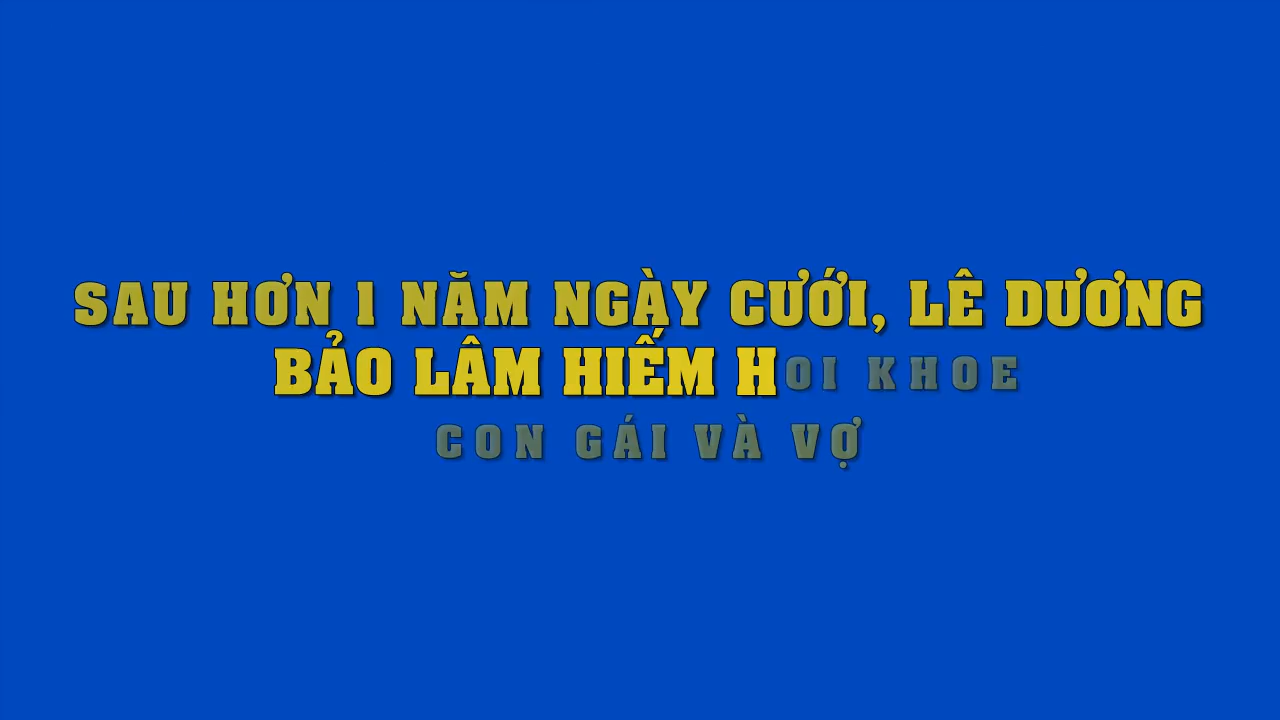 SAU HƠN 1 NĂM NGÀY CƯỚI, LÊ DƯƠNG
BẢO LÂM HIẾM HOI KHOE
CON GÁI VÀ VỢ